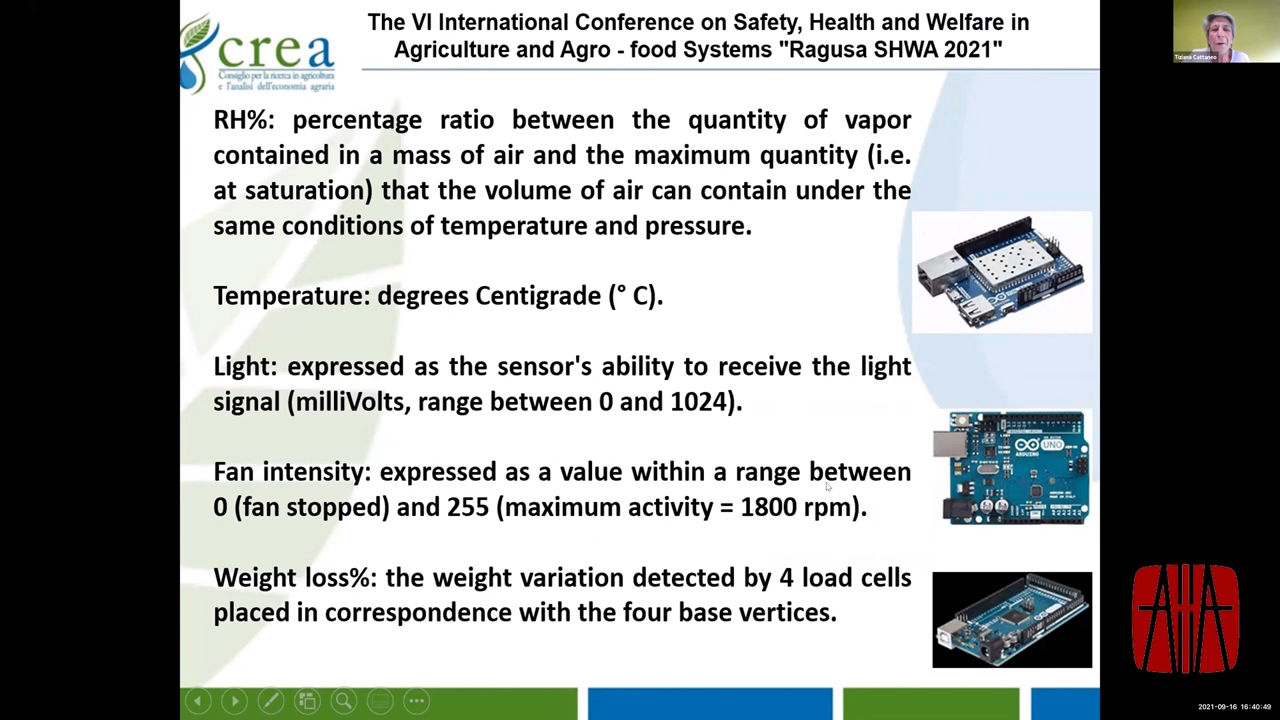 The VI International Conference on Safety, Health and Welfare in
Agriculture and Agro - food Systems "Ragusa SHWA 2021"
crea
Consiglio per la ricerca in agricoltura
e l'analisi dell'economia agraria
Tiziana Cattaneo
RH%: percentage ratio between the quantity of vapor
contained in a mass of air and the maximum quantity (i.e.
at saturation) that the volume of air can contain under the
same conditions of temperature and pressure.
Temperature: degrees Centigrade (° C).
Light: expressed as the sensor's ability to receive the light
signal (milliVolts, range between 0 and 1024).
Fan intensity: expressed as a value within a range between
0 (fan stopped) and 255 (maximum activity = 1800 rpm).
Weight loss%: the weight variation detected by 4 load cells
placed in correspondence with the four base vertices.
UNO
ARDUINO
2021-09-16 16:40:49